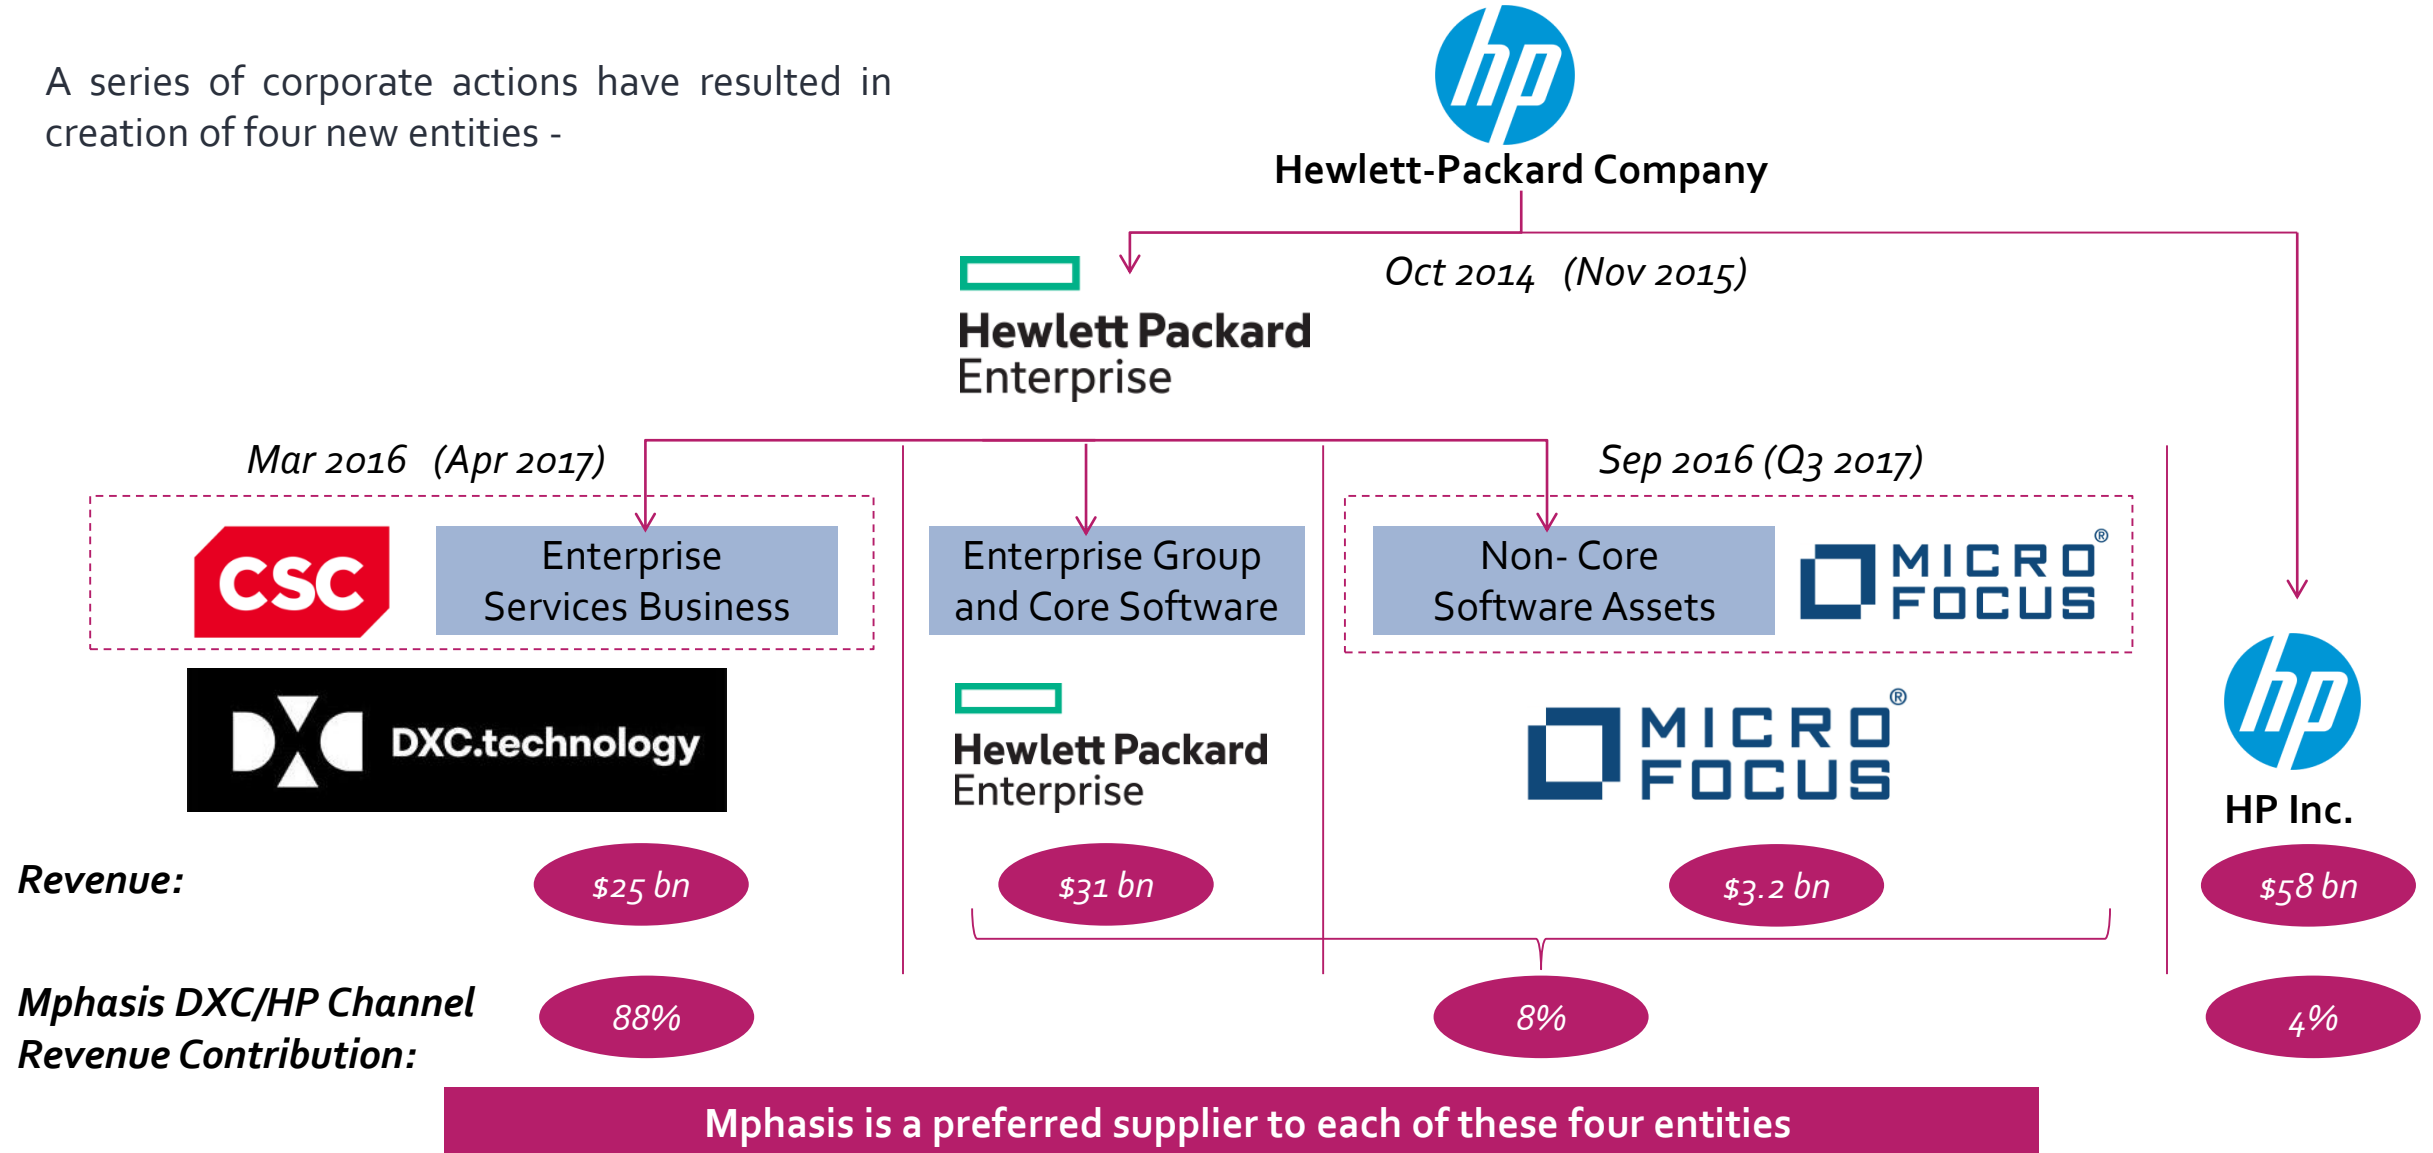 A series of corporate actions have resulted in
creation of four new entities -
hp
Hewlett-Packard Company
Oct 2014 (Nov 2015)
Hewlett Packard
Enterprise
Mar 2016 (Apr 2017)
Sep 2016 (Q3 2017)
CSC
Enterprise
Services Business
Enterprise Group
and Core Software
Non- Core
Software Assets
MICRO®
FOCUS
DXC.technology
Hewlett Packard
Enterprise
MICRO®
FOCUS
hp
HP Inc.
Revenue:
$25 bn
$31 bn
$3.2 bn
$58 bn
Mphasis DXC/HP Channel
Revenue Contribution:
88%
8%
4%
Mphasis is a preferred supplier to each of these four entities